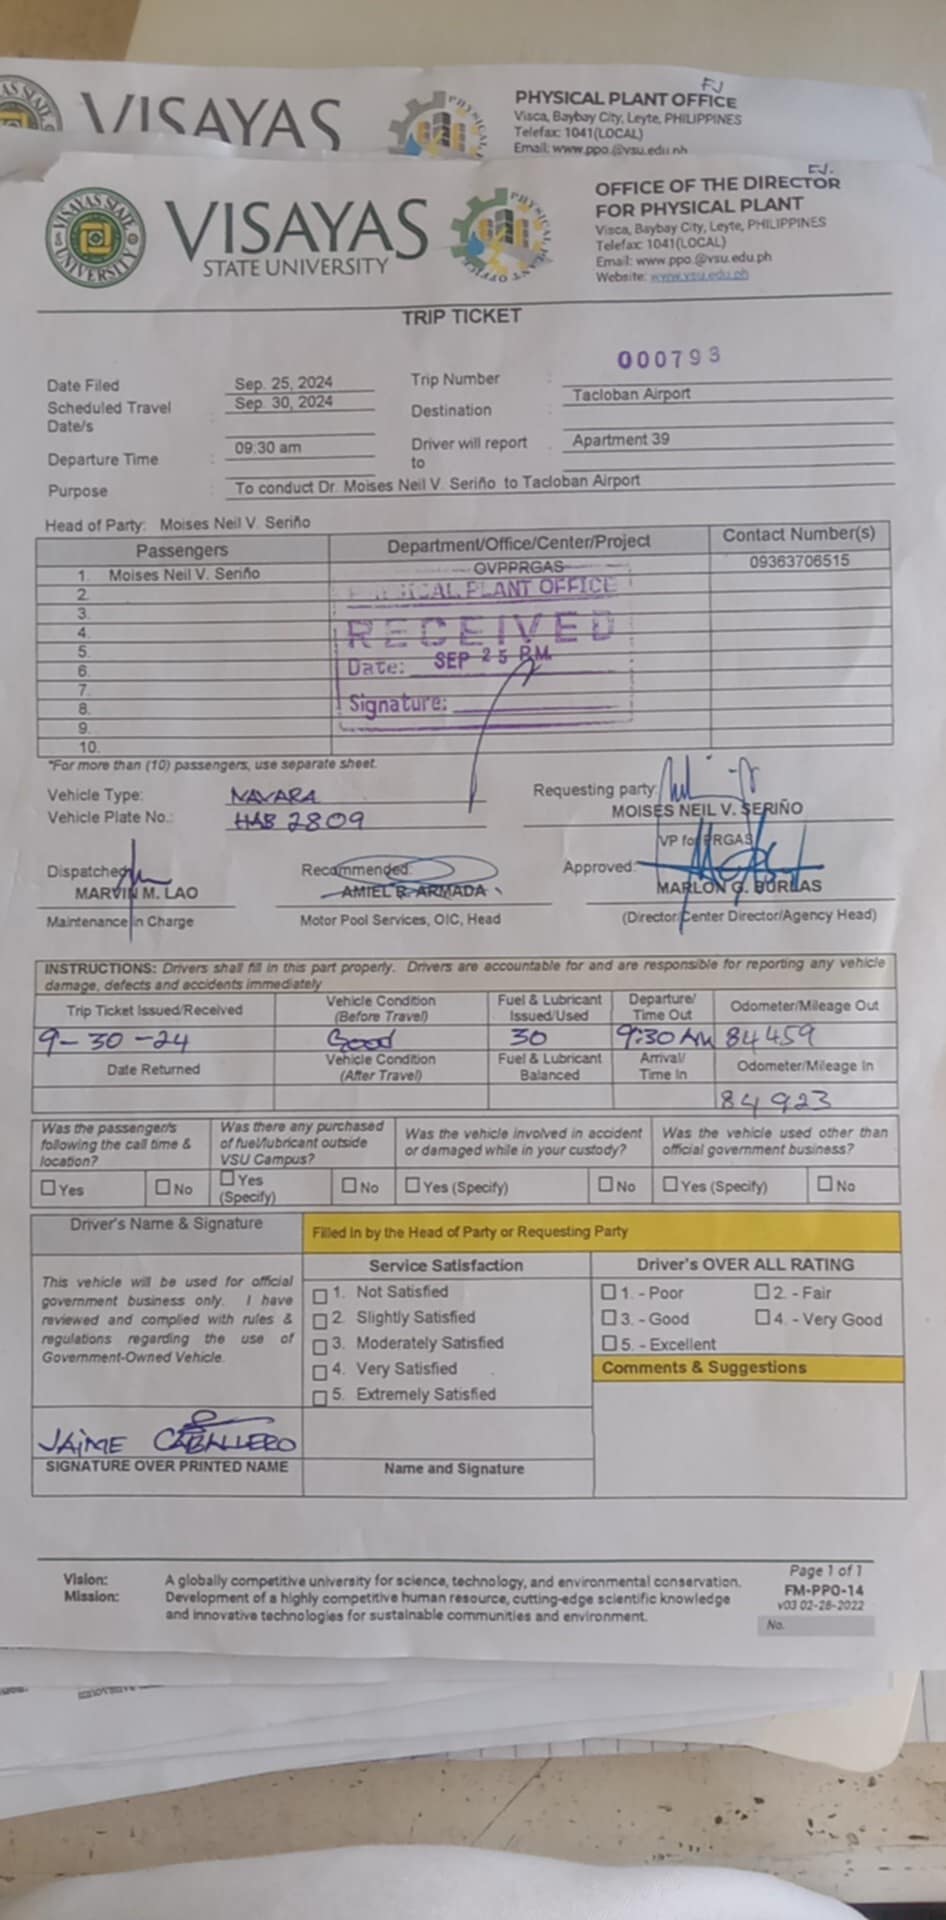 VISAYAS
PHYSICAL PLANT OFFICE
Visca, Baybay City, Leyte, PHILIPPINES
Telefax: 1041(LOCAL)
Email: www.ppo.@vsu.edu.ph
VISAYAS
STATE UNIVERSITY
OFFICE OF THE DIRECTOR
FOR PHYSICAL PLANT
Visca, Baybay City, Leyte, PHILIPPINES
Telefax: 1041(LOCAL)
Email: www.ppo.@vsu.edu.ph
Website: www.vsu.edu.ph
TRIP TICKET
Date Filed : Sep. 25, 2024 Trip Number : 000793
Scheduled Travel Date/s : Sep. 30, 2024 Destination : Tacloban Airport
Departure Time : 09:30 am Driver will report to : Apartment 39
Purpose : To conduct Dr. Moises Neil V. Seriño to Tacloban Airport
Head of Party: Moises Neil V. Seriño
Passengers Department/Office/Center/Project Contact Number(s)
1. Moises Neil V. Seriño OVPPRGAS 09363706515
2.
3.
4.
5.
6.
7.
8.
9.
10.
PHYSICAL PLANT OFFICE
RECEIVED
Date: SEP 25 P.M.
Signature:
*For more than (10) passengers, use separate sheet.
Vehicle Type: NAVARA
Vehicle Plate No.: HAB 2809
Requesting party:
MOISES NEIL V. SERIÑO
VP for PRGAS
Dispatched: Recommended: Approved:
MARVIN M. LAO AMIEL B. ARMADA MARLON G. BURLAS
Maintenance in Charge Motor Pool Services, OIC, Head (Director/Center Director/Agency Head)
INSTRUCTIONS: Drivers shall fill in this part properly. Drivers are accountable for and are responsible for reporting any vehicle
damage, defects and accidents immediately
Trip Ticket Issued/Received Vehicle Condition (Before Travel) Fuel & Lubricant Issued/Used Departure/ Time Out Odometer/Mileage Out
9-30-24 Good 30 9:30 AM 84459
Date Returned Vehicle Condition (After Travel) Fuel & Lubricant Balanced Arrival/ Time In Odometer/Mileage In
84923
Was the passenger/s following the call time & location? Was there any purchased of fuel/lubricant outside VSU Campus? Was the vehicle involved in accident or damaged while in your custody? Was the vehicle used other than official government business?
Yes No Yes (Specify) No Yes (Specify) No Yes (Specify) No
Driver's Name & Signature Filled In by the Head of Party or Requesting Party
This vehicle will be used for official
government business only. I have
reviewed and complied with rules &
regulations regarding the use of
Government-Owned Vehicle.
Service Satisfaction
1. Not Satisfied
2. Slightly Satisfied
3. Moderately Satisfied
4. Very Satisfied
5. Extremely Satisfied
Driver's OVER ALL RATING
1. - Poor 2. - Fair
3. - Good 4. - Very Good
5. - Excellent
Comments & Suggestions
JAIME CABALLERO
SIGNATURE OVER PRINTED NAME Name and Signature
Vision: A globally competitive university for science, technology, and environmental conservation.
Mission: Development of a highly competitive human resource, cutting-edge scientific knowledge
and innovative technologies for sustainable communities and environment.
Page 1 of 1
FM-PPO-14
v03 02-28-2022
No.